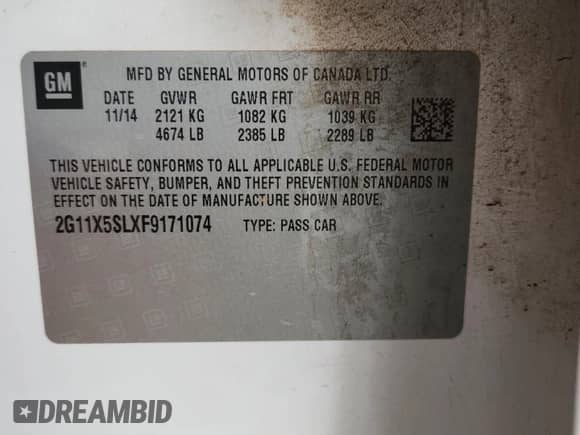 GM ®
MFD BY GENERAL MOTORS OF CANADA LTD.
DATE GVWR GAWR FRT GAWR RR
11/14 2121 KG 1082 KG 1039 KG
4674 LB 2385 LB 2289 LB
THIS VEHICLE CONFORMS TO ALL APPLICABLE U.S. FEDERAL MOTOR
VEHICLE SAFETY, BUMPER, AND THEFT PREVENTION STANDARDS IN
EFFECT ON THE DATE OF MANUFACTURE SHOWN ABOVE.
2G11X5SLXF9171074 TYPE: PASS CAR
DREAMBID